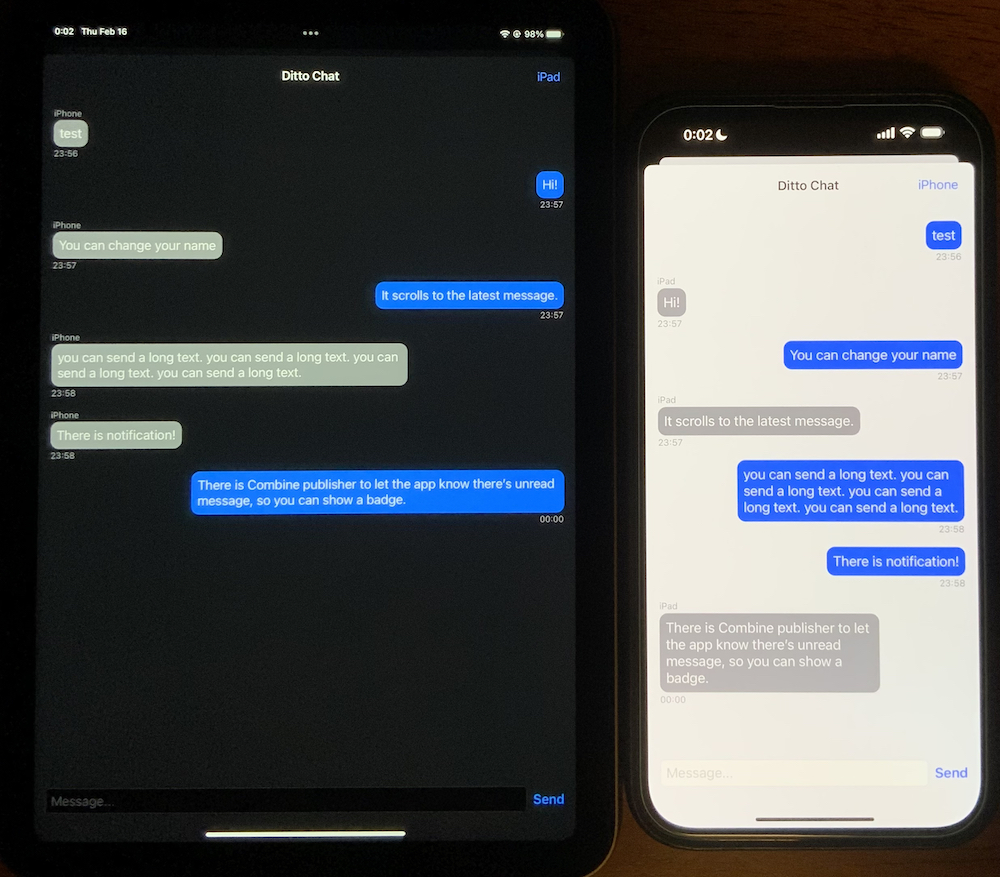 0:02 Thu Feb 16
98%
Ditto Chat
iPad
iPhone
test
23:56
Hi!
23:57
iPhone
You can change your name
23:57
It scrolls to the latest message.
23:57
iPhone
you can send a long text. you can send a long text. you can
send a long text. you can send a long text.
23:58
iPhone
There is notification!
23:58
There is Combine publisher to let the app know there's unread
message, so you can show a badge.
00:00
Message...
Send
0:02
Ditto Chat
iPhone
test
23:56
iPad
Hi!
23:57
You can change your name
23:57
iPad
It scrolls to the latest message.
23:57
you can send a long text. you can
send a long text. you can send a
long text. you can send a long text.
23:58
There is notification!
23:58
iPad
There is Combine publisher to let
the app know there's unread
message, so you can show a
badge.
00:00
Message...
Send